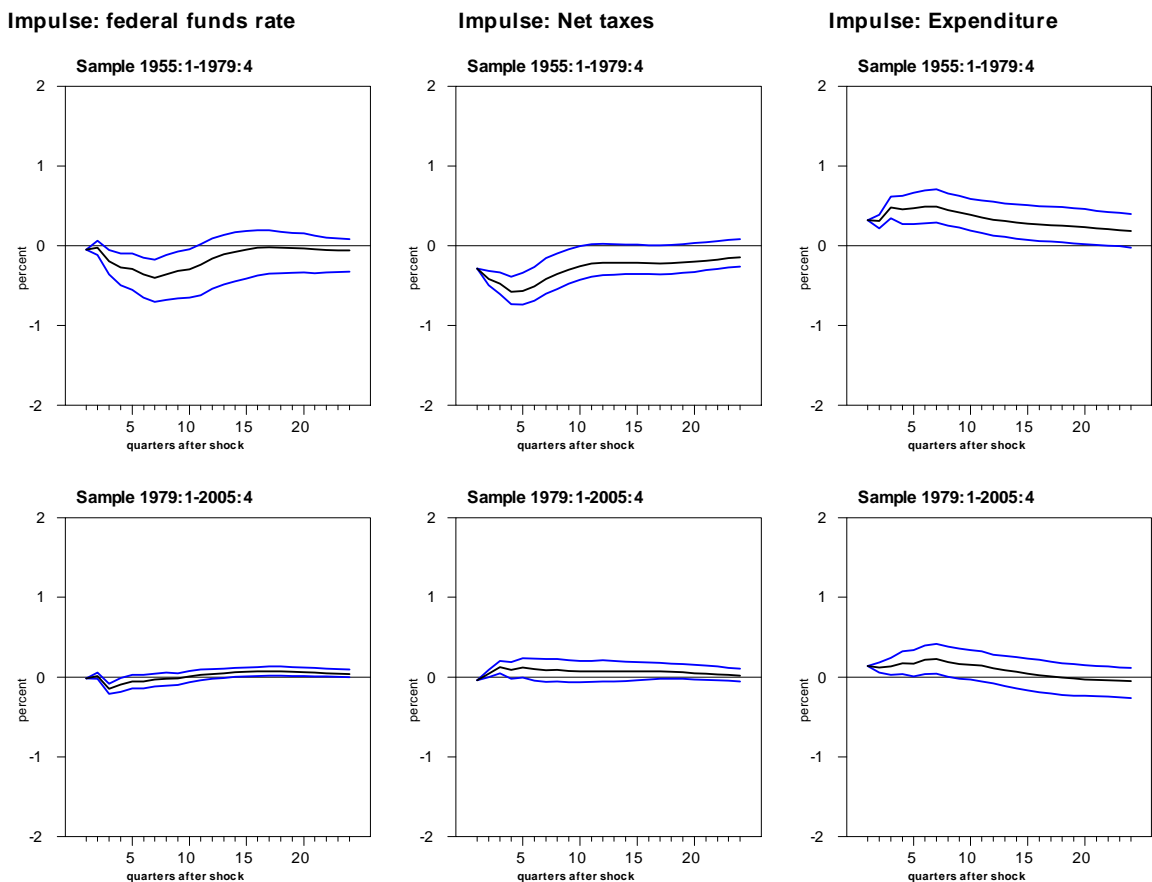 Impulse: federal funds rate
Impulse: Net taxes
Impulse: Expenditure
Sample 1955:1-1979:4
2
1
0
-1
-2
percent
5 10 15 20
quarters after shock
Sample 1955:1-1979:4
2
1
0
-1
-2
percent
5 10 15 20
quarters after shock
Sample 1955:1-1979:4
2
1
0
-1
-2
percent
5 10 15 20
quarters after shock
Sample 1979:1-2005:4
2
1
0
-1
-2
percent
5 10 15 20
quarters after shock
Sample 1979:1-2005:4
2
1
0
-1
-2
percent
5 10 15 20
quarters after shock
Sample 1979:1-2005:4
2
1
0
-1
-2
percent
5 10 15 20
quarters after shock